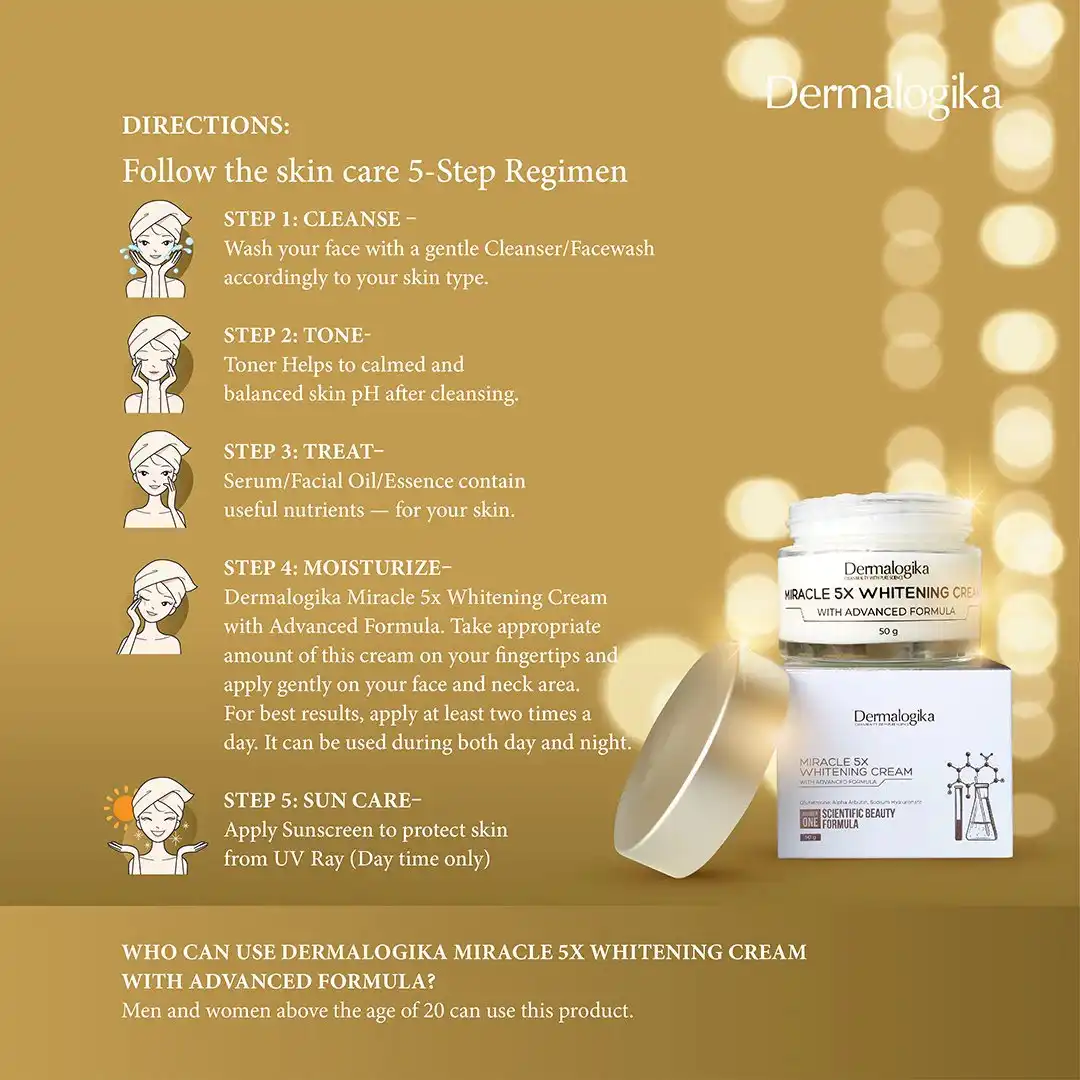 Dermalogika
DIRECTIONS:
Follow the skin care 5-Step Regimen
STEP 1: CLEANSE –
Wash your face with a gentle Cleanser/Facewash
accordingly to your skin type.
STEP 2: TONE-
Toner Helps to calmed and
balanced skin pH after cleansing.
STEP 3: TREAT–
Serum/Facial Oil/Essence contain
useful nutrients — for your skin.
STEP 4: MOISTURIZE–
Dermalogika Miracle 5x Whitening Cream
with Advanced Formula. Take appropriate
amount of this cream on your fingertips and
apply gently on your face and neck area.
For best results, apply at least two times a
day. It can be used during both day and night.
STEP 5: SUN CARE–
Apply Sunscreen to protect skin
from UV Ray (Day time only)
Dermalogika
MIRACLE 5X WHITENING CREA
WITH ADVANCED FORMULA
50 g
Dermalogika
MIRACLE 5X
WHITENING CREAM
WITH ADVANCED FORMULA
Alpha Arbutin, Sodium Hyaluronate
ONE SCIENTIFIC BEAUTY
FORMULA
50 g
WHO CAN USE DERMALOGIKA MIRACLE 5X WHITENING CREAM
WITH ADVANCED FORMULA?
Men and women above the age of 20 can use this product.